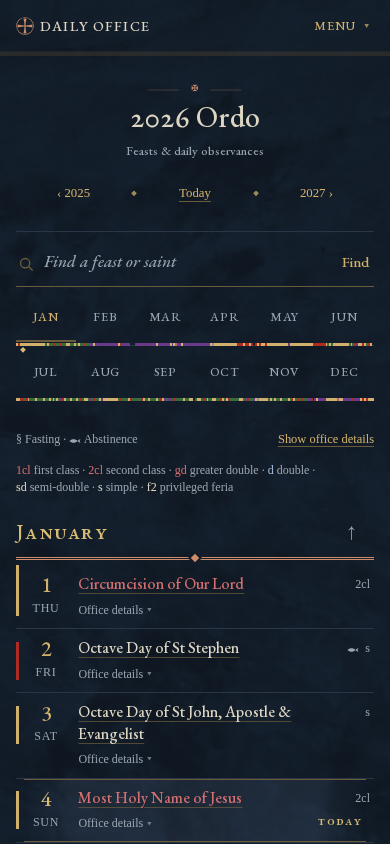 DAILY OFFICE
MENU ▾
2026 Ordo
Feasts & daily observances
‹ 2025 ◆ Today ◆ 2027 ›
Find a feast or saint
Find
JAN FEB MAR APR MAY JUN
JUL AUG SEP OCT NOV DEC
§ Fasting · Abstinence
Show office details
1cl first class · 2cl second class · gd greater double · d double ·
sd semi-double · s simple · f2 privileged feria
JANUARY ↑
1 THU
Circumcision of Our Lord
2cl
Office details ▾
2 FRI
Octave Day of St Stephen
s
Office details ▾
3 SAT
Octave Day of St John, Apostle &
Evangelist
s
Office details ▾
4 SUN
Most Holy Name of Jesus
2cl
Office details ▾
TODAY